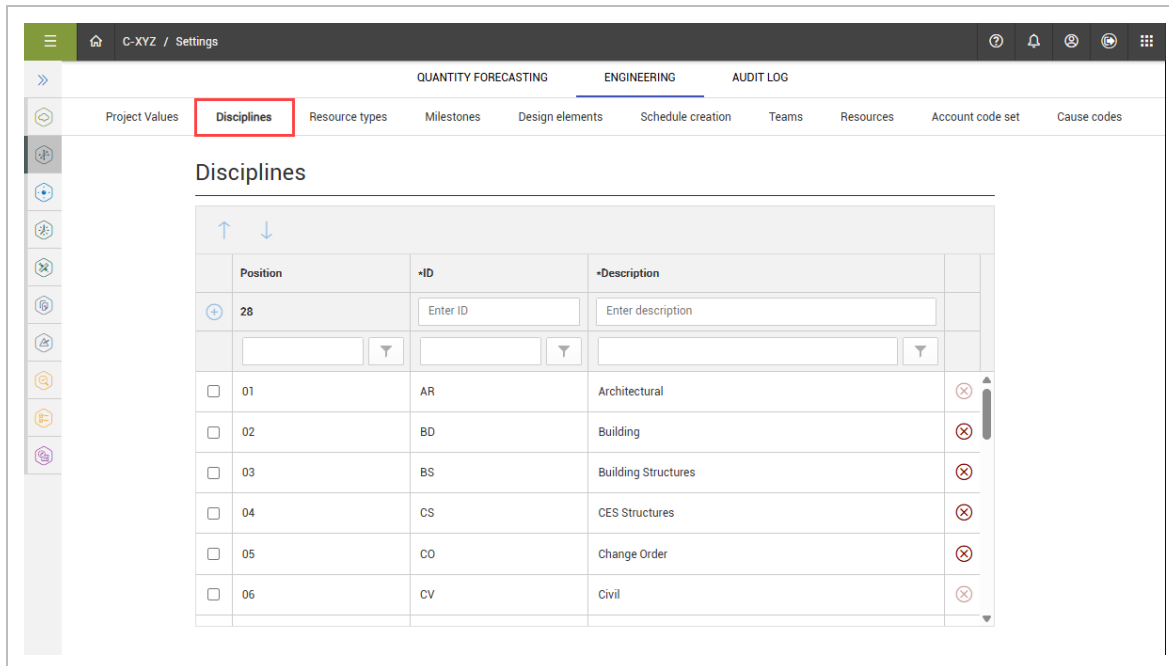 C-XYZ / Settings
QUANTITY FORECASTING ENGINEERING AUDIT LOG
Project Values Disciplines Resource types Milestones Design elements Schedule creation Teams Resources Account code set Cause codes
Disciplines
Position *ID *Description
28 Enter ID Enter description
01 AR Architectural
02 BD Building
03 BS Building Structures
04 CS CES Structures
05 CO Change Order
06 CV Civil